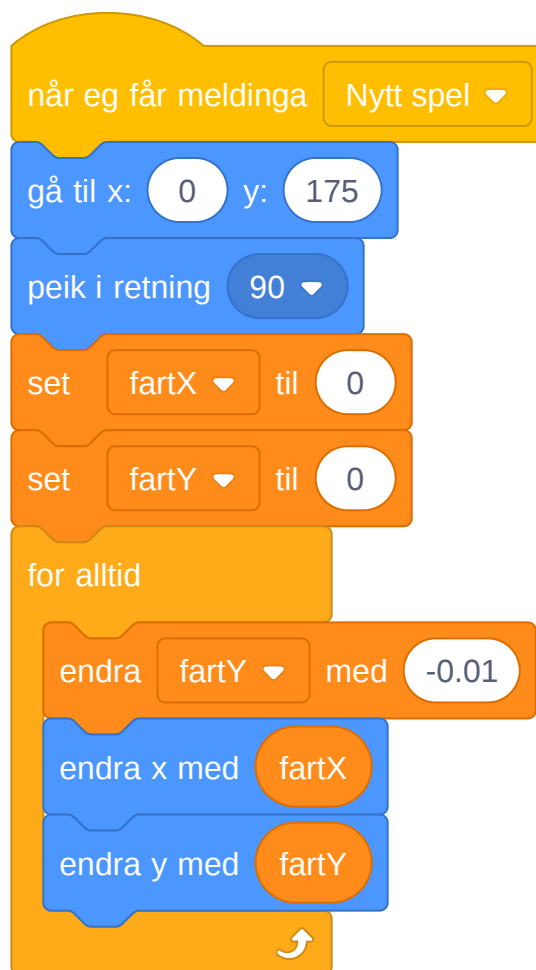 når eg får meldinga Nytt spel
gå til x: 0 y: 175
peik i retning 90
set fartX til 0
set fartY til 0
for alltid
endra fartY med -0.01
endra x med fartX
endra y med fartY